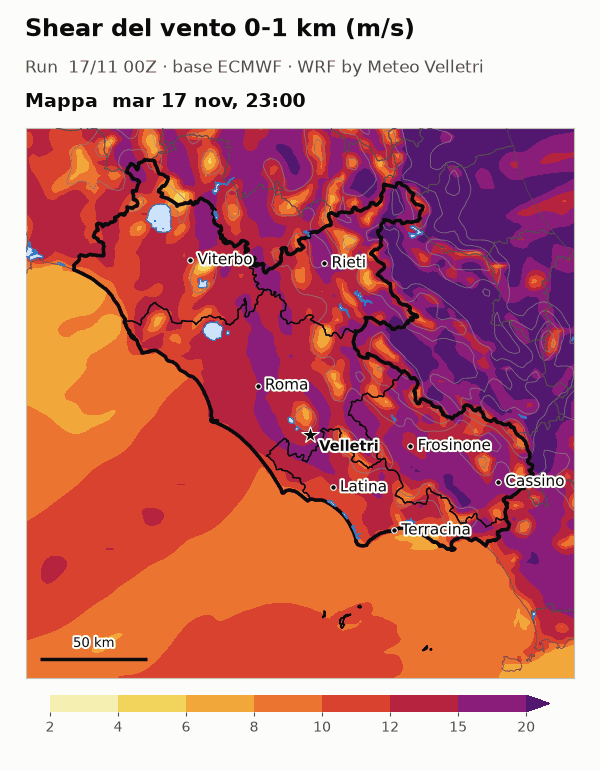 Shear del vento 0-1 km (m/s)
Run 17/11 00Z · base ECMWF · WRF by Meteo Velletri
Mappa mar 17 nov, 23:00
Viterbo
Rieti
Roma
Velletri
Frosinone
Latina
Cassino
Terracina
50 km
2 4 6 8 10 12 15 20